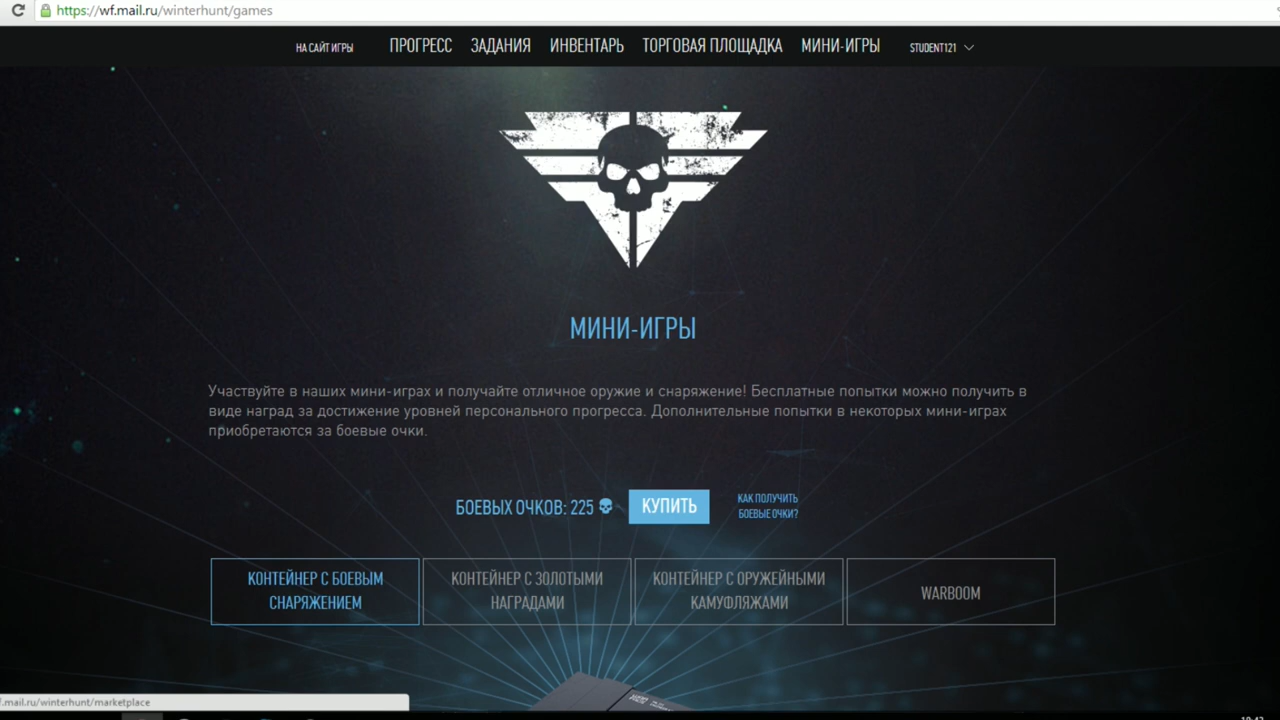 https://wf.mail.ru/winterhunt/games
НА САЙТ ИГРЫ ПРОГРЕСС ЗАДАНИЯ ИНВЕНТАРЬ ТОРГОВАЯ ПЛОЩАДКА МИНИ-ИГРЫ STUDENT121
МИНИ-ИГРЫ
Участвуйте в наших мини-играх и получайте отличное оружие и снаряжение! Бесплатные попытки можно получить в
виде наград за достижение уровней персонального прогресса. Дополнительные попытки в некоторых мини-играх
приобретаются за боевые очки.
БОЕВЫХ ОЧКОВ: 225 КУПИТЬ
КАК ПОЛУЧИТЬ
БОЕВЫЕ ОЧКИ?
КОНТЕЙНЕР С БОЕВЫМ
СНАРЯЖЕНИЕМ
КОНТЕЙНЕР С ЗОЛОТЫМИ
НАГРАДАМИ
КОНТЕЙНЕР С ОРУЖЕЙНЫМИ
КАМУФЛЯЖАМИ
WARBOOM
f.mail.ru/winterhunt/marketplace